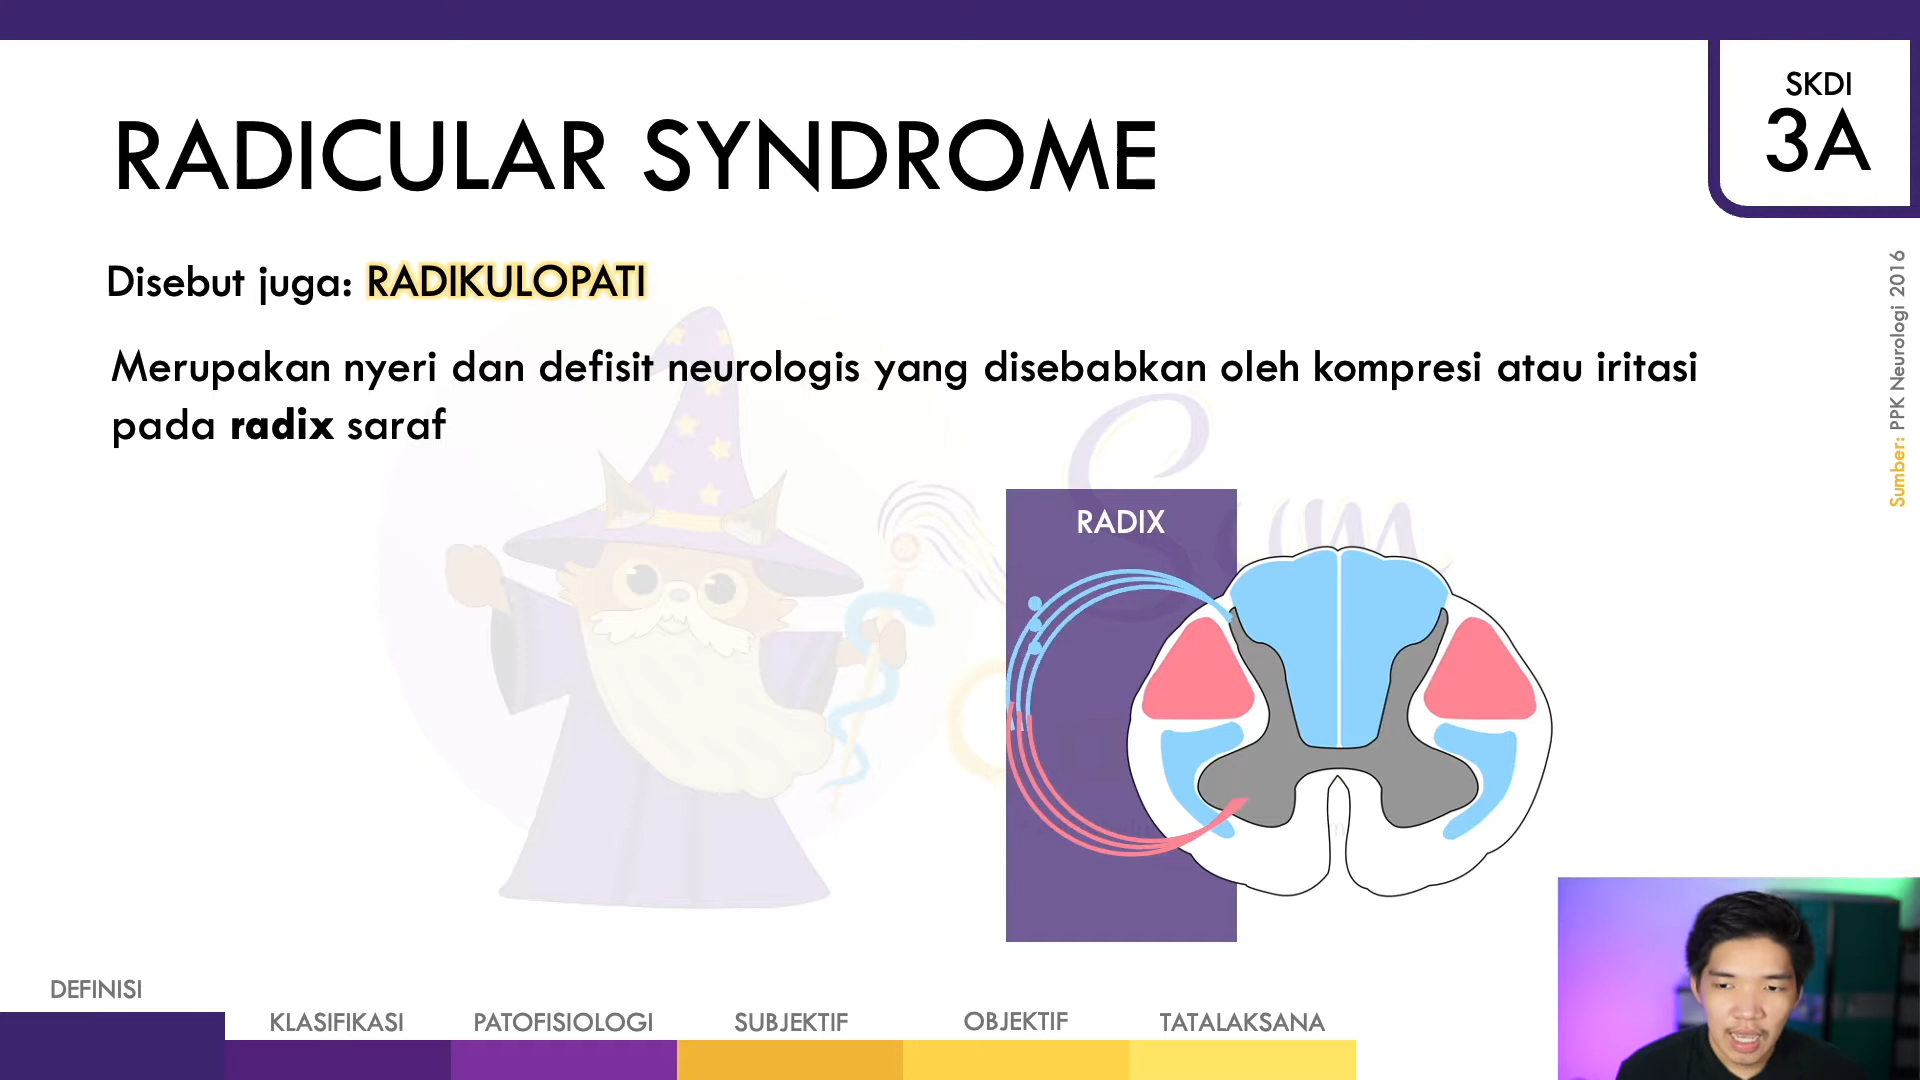 SKDI
3A
RADICULAR SYNDROME
Disebut juga: RADIKULOPATI
Merupakan nyeri dan defisit neurologis yang disebabkan oleh kompresi atau iritasi
pada radix saraf
Sumber: PPK Neurologi 2016
RADIX
DEFINISI
KLASIFIKASI
PATOFISIOLOGI
SUBJEKTIF
OBJEKTIF
TATALAKSANA